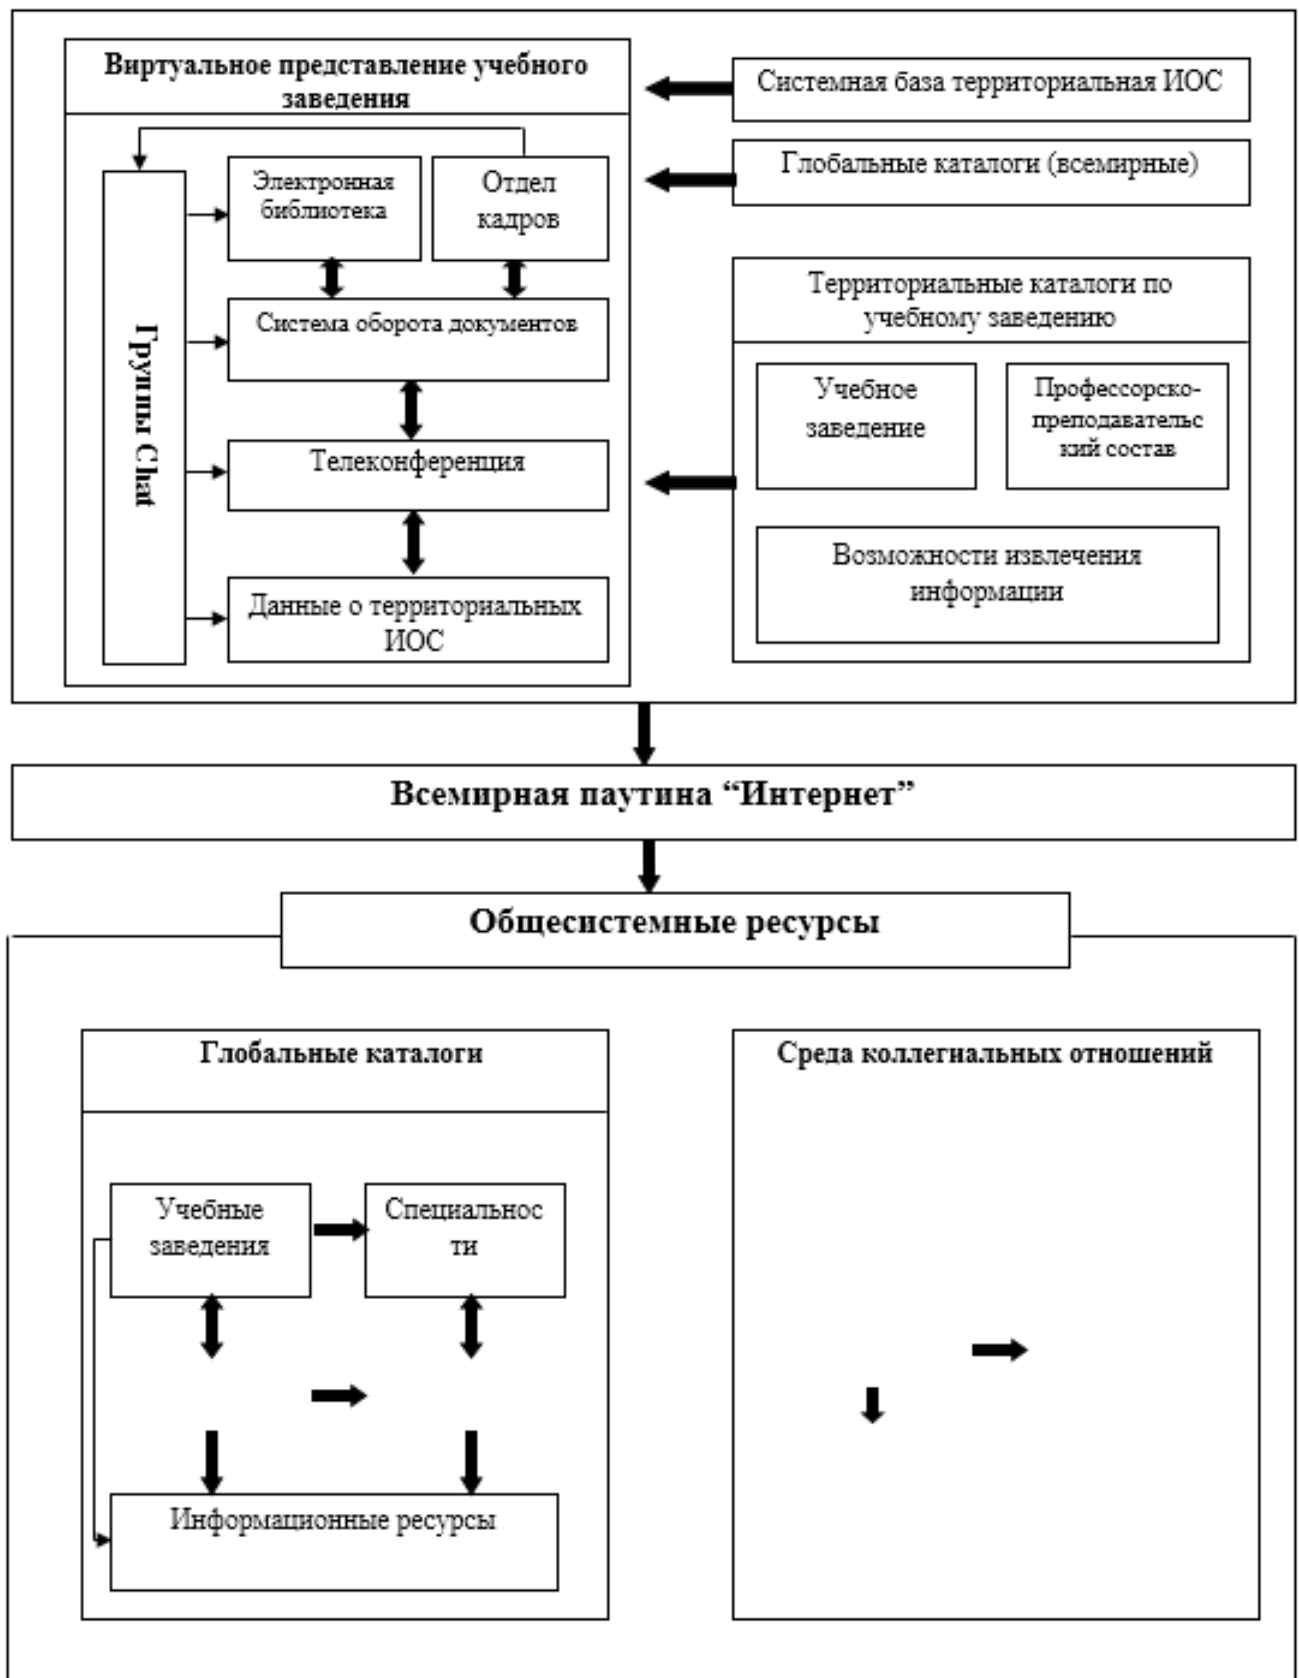 Виртуальное представление учебного
заведения
Системная база территориальная ИОС
Глобальные каталоги (всемирные)
Электронная
библиотека
Отдел
кадров
Система оборота документов
Группы Chat
Телеконференция
Данные о территориальных
ИОС
Территориальные каталоги по
учебному заведению
Учебное
заведение
Профессорско-
преподавательс
кий состав
Возможности извлечения
информации
Всемирная паутина “Интернет”
Общесистемные ресурсы
Глобальные каталоги
Учебные
заведения
Специальнос
ти
Информационные ресурсы
Среда коллегиальных отношений